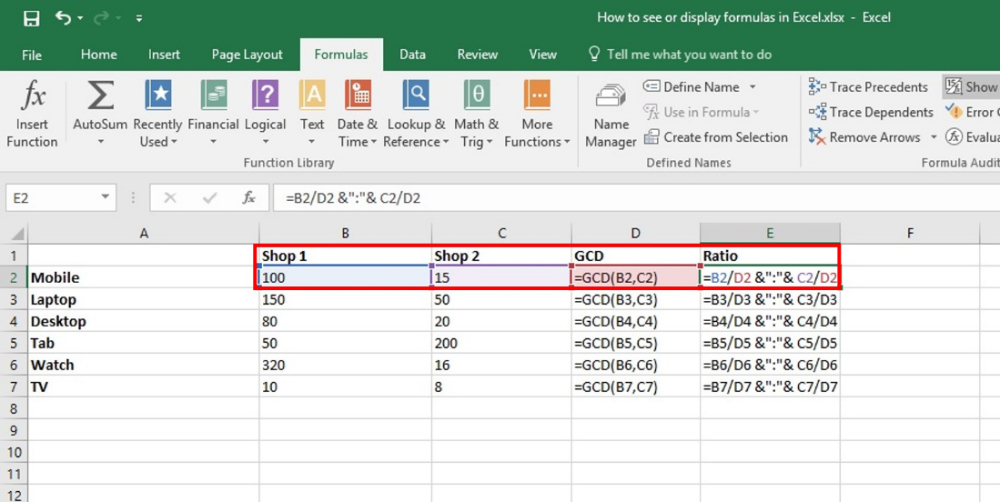 How to see or display formulas in Excel.xlsx - Excel
File Home Insert Page Layout Formulas Data Review View Tell me what you want to do
fx Insert Function
Σ AutoSum
Recently Used
Financial
Logical
A Text
Date & Time
Lookup & Reference
θ Math & Trig
More Functions
Function Library
Name Manager
Define Name
Use in Formula
Create from Selection
Defined Names
Trace Precedents
Trace Dependents
Remove Arrows
Show
Error
Evalua
Formula Audit
E2 fx =B2/D2 &":"& C2/D2
A B C D E F
1 Shop 1 Shop 2 GCD Ratio
2 Mobile 100 15 =GCD(B2,C2) =B2/D2 &":"& C2/D2
3 Laptop 150 50 =GCD(B3,C3) =B3/D3 &":"& C3/D3
4 Desktop 80 20 =GCD(B4,C4) =B4/D4 &":"& C4/D4
5 Tab 50 200 =GCD(B5,C5) =B5/D5 &":"& C5/D5
6 Watch 320 16 =GCD(B6,C6) =B6/D6 &":"& C6/D6
7 TV 10 8 =GCD(B7,C7) =B7/D7 &":"& C7/D7
8
9
10
11
12